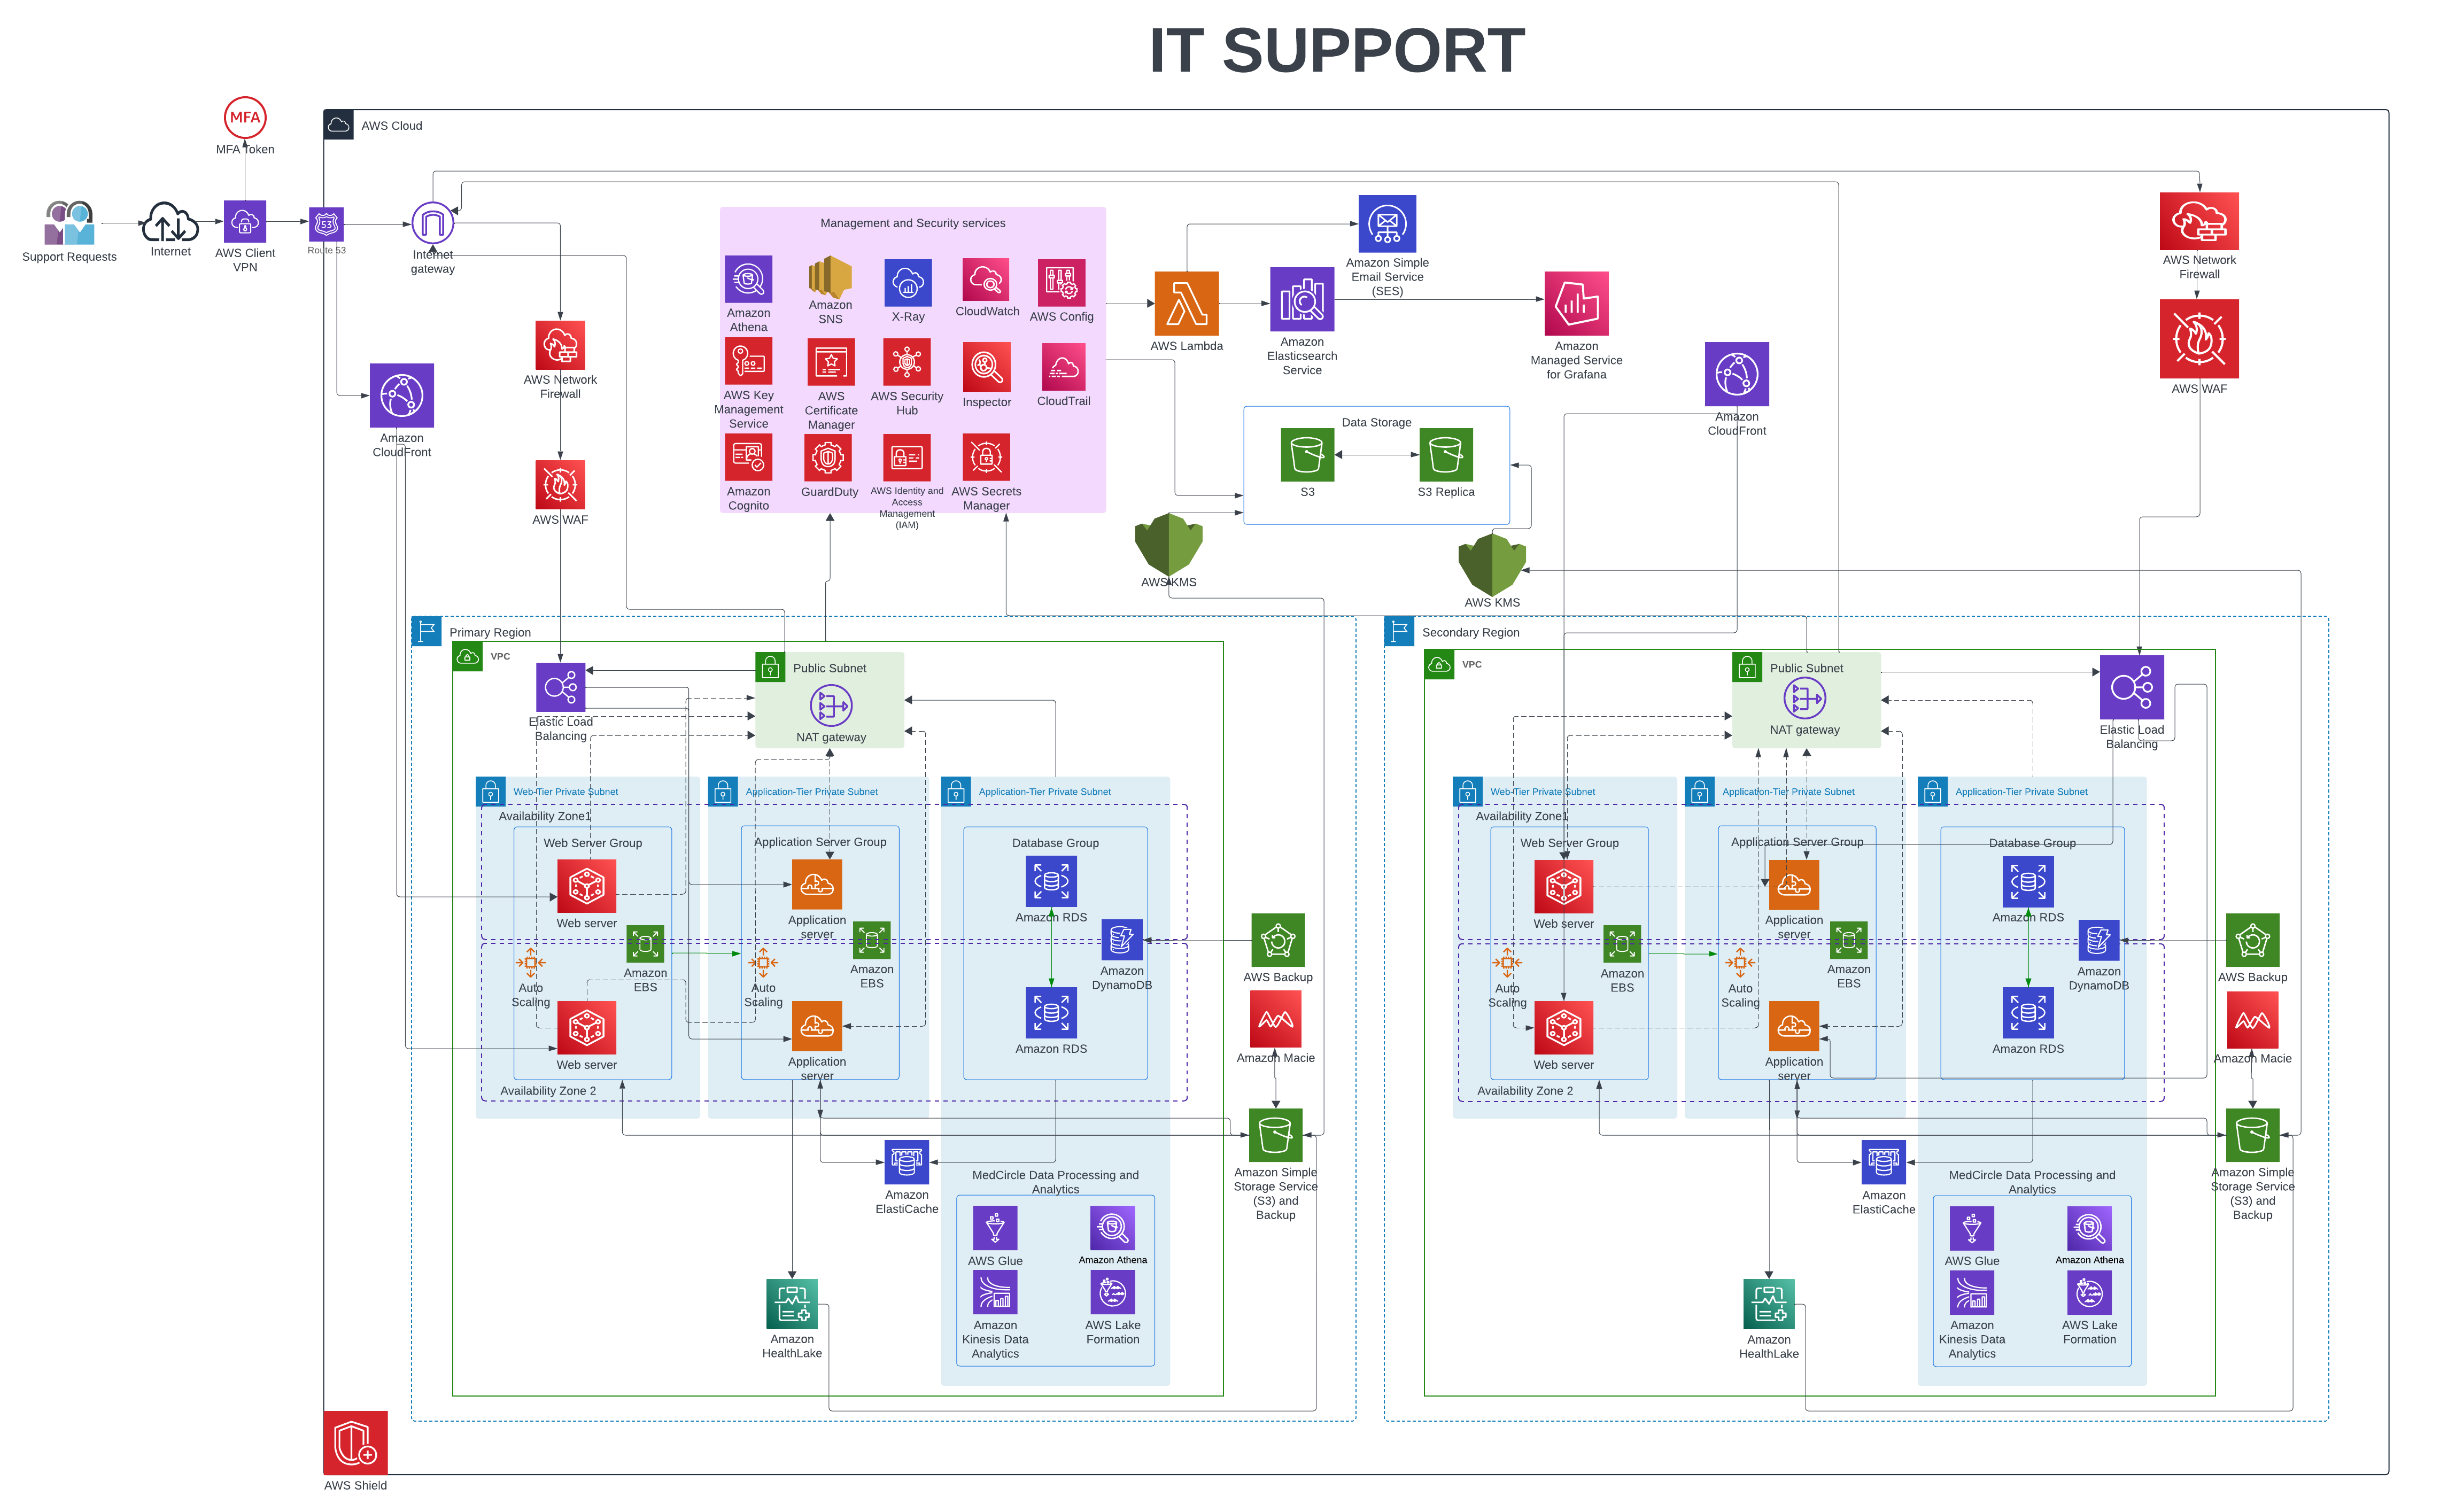 IT SUPPORT
MFA
MFA Token
AWS Cloud
Support Requests
Internet
AWS Client
VPN
53
Route 53
Internet
gateway
AWS Network
Firewall
AWS WAF
Amazon
CloudFront
Management and Security services
Amazon
Athena
Amazon
SNS
X-Ray
CloudWatch
AWS Config
AWS Key
Management
Service
AWS
Certificate
Manager
AWS Security
Hub
Inspector
CloudTrail
Amazon
Cognito
GuardDuty
AWS Identity and
Access
Management
(IAM)
AWS Secrets
Manager
AWS Lambda
Amazon Simple
Email Service
(SES)
Amazon
Elasticsearch
Service
Amazon
Managed Service
for Grafana
Data Storage
S3
S3 Replica
AWS KMS
AWS KMS
Amazon
CloudFront
AWS Network
Firewall
AWS WAF
Primary Region
VPC
Elastic Load
Balancing
Public Subnet
NAT gateway
Web-Tier Private Subnet
Application-Tier Private Subnet
Application-Tier Private Subnet
Availability Zone1
Web Server Group
Application Server Group
Database Group
Web server
Application
server
Amazon RDS
Auto
Scaling
Amazon
EBS
Auto
Scaling
Amazon
EBS
Amazon
DynamoDB
Web server
Application
server
Amazon RDS
Availability Zone 2
AWS Backup
Amazon Macie
Amazon Simple
Storage Service
(S3) and
Backup
Amazon
ElastiCache
MedCircle Data Processing and
Analytics
AWS Glue
Amazon Athena
Amazon
Kinesis Data
Analytics
AWS Lake
Formation
Amazon
HealthLake
Secondary Region
VPC
Public Subnet
NAT gateway
Elastic Load
Balancing
Web-Tier Private Subnet
Application-Tier Private Subnet
Application-Tier Private Subnet
Availability Zone1
Web Server Group
Application Server Group
Database Group
Web server
Application
server
Amazon RDS
Auto
Scaling
Amazon
EBS
Auto
Scaling
Amazon
EBS
Amazon
DynamoDB
Web server
Application
server
Amazon RDS
Availability Zone 2
AWS Backup
Amazon Macie
Amazon Simple
Storage Service
(S3) and
Backup
Amazon
ElastiCache
MedCircle Data Processing and
Analytics
AWS Glue
Amazon Athena
Amazon
Kinesis Data
Analytics
AWS Lake
Formation
Amazon
HealthLake
AWS Shield